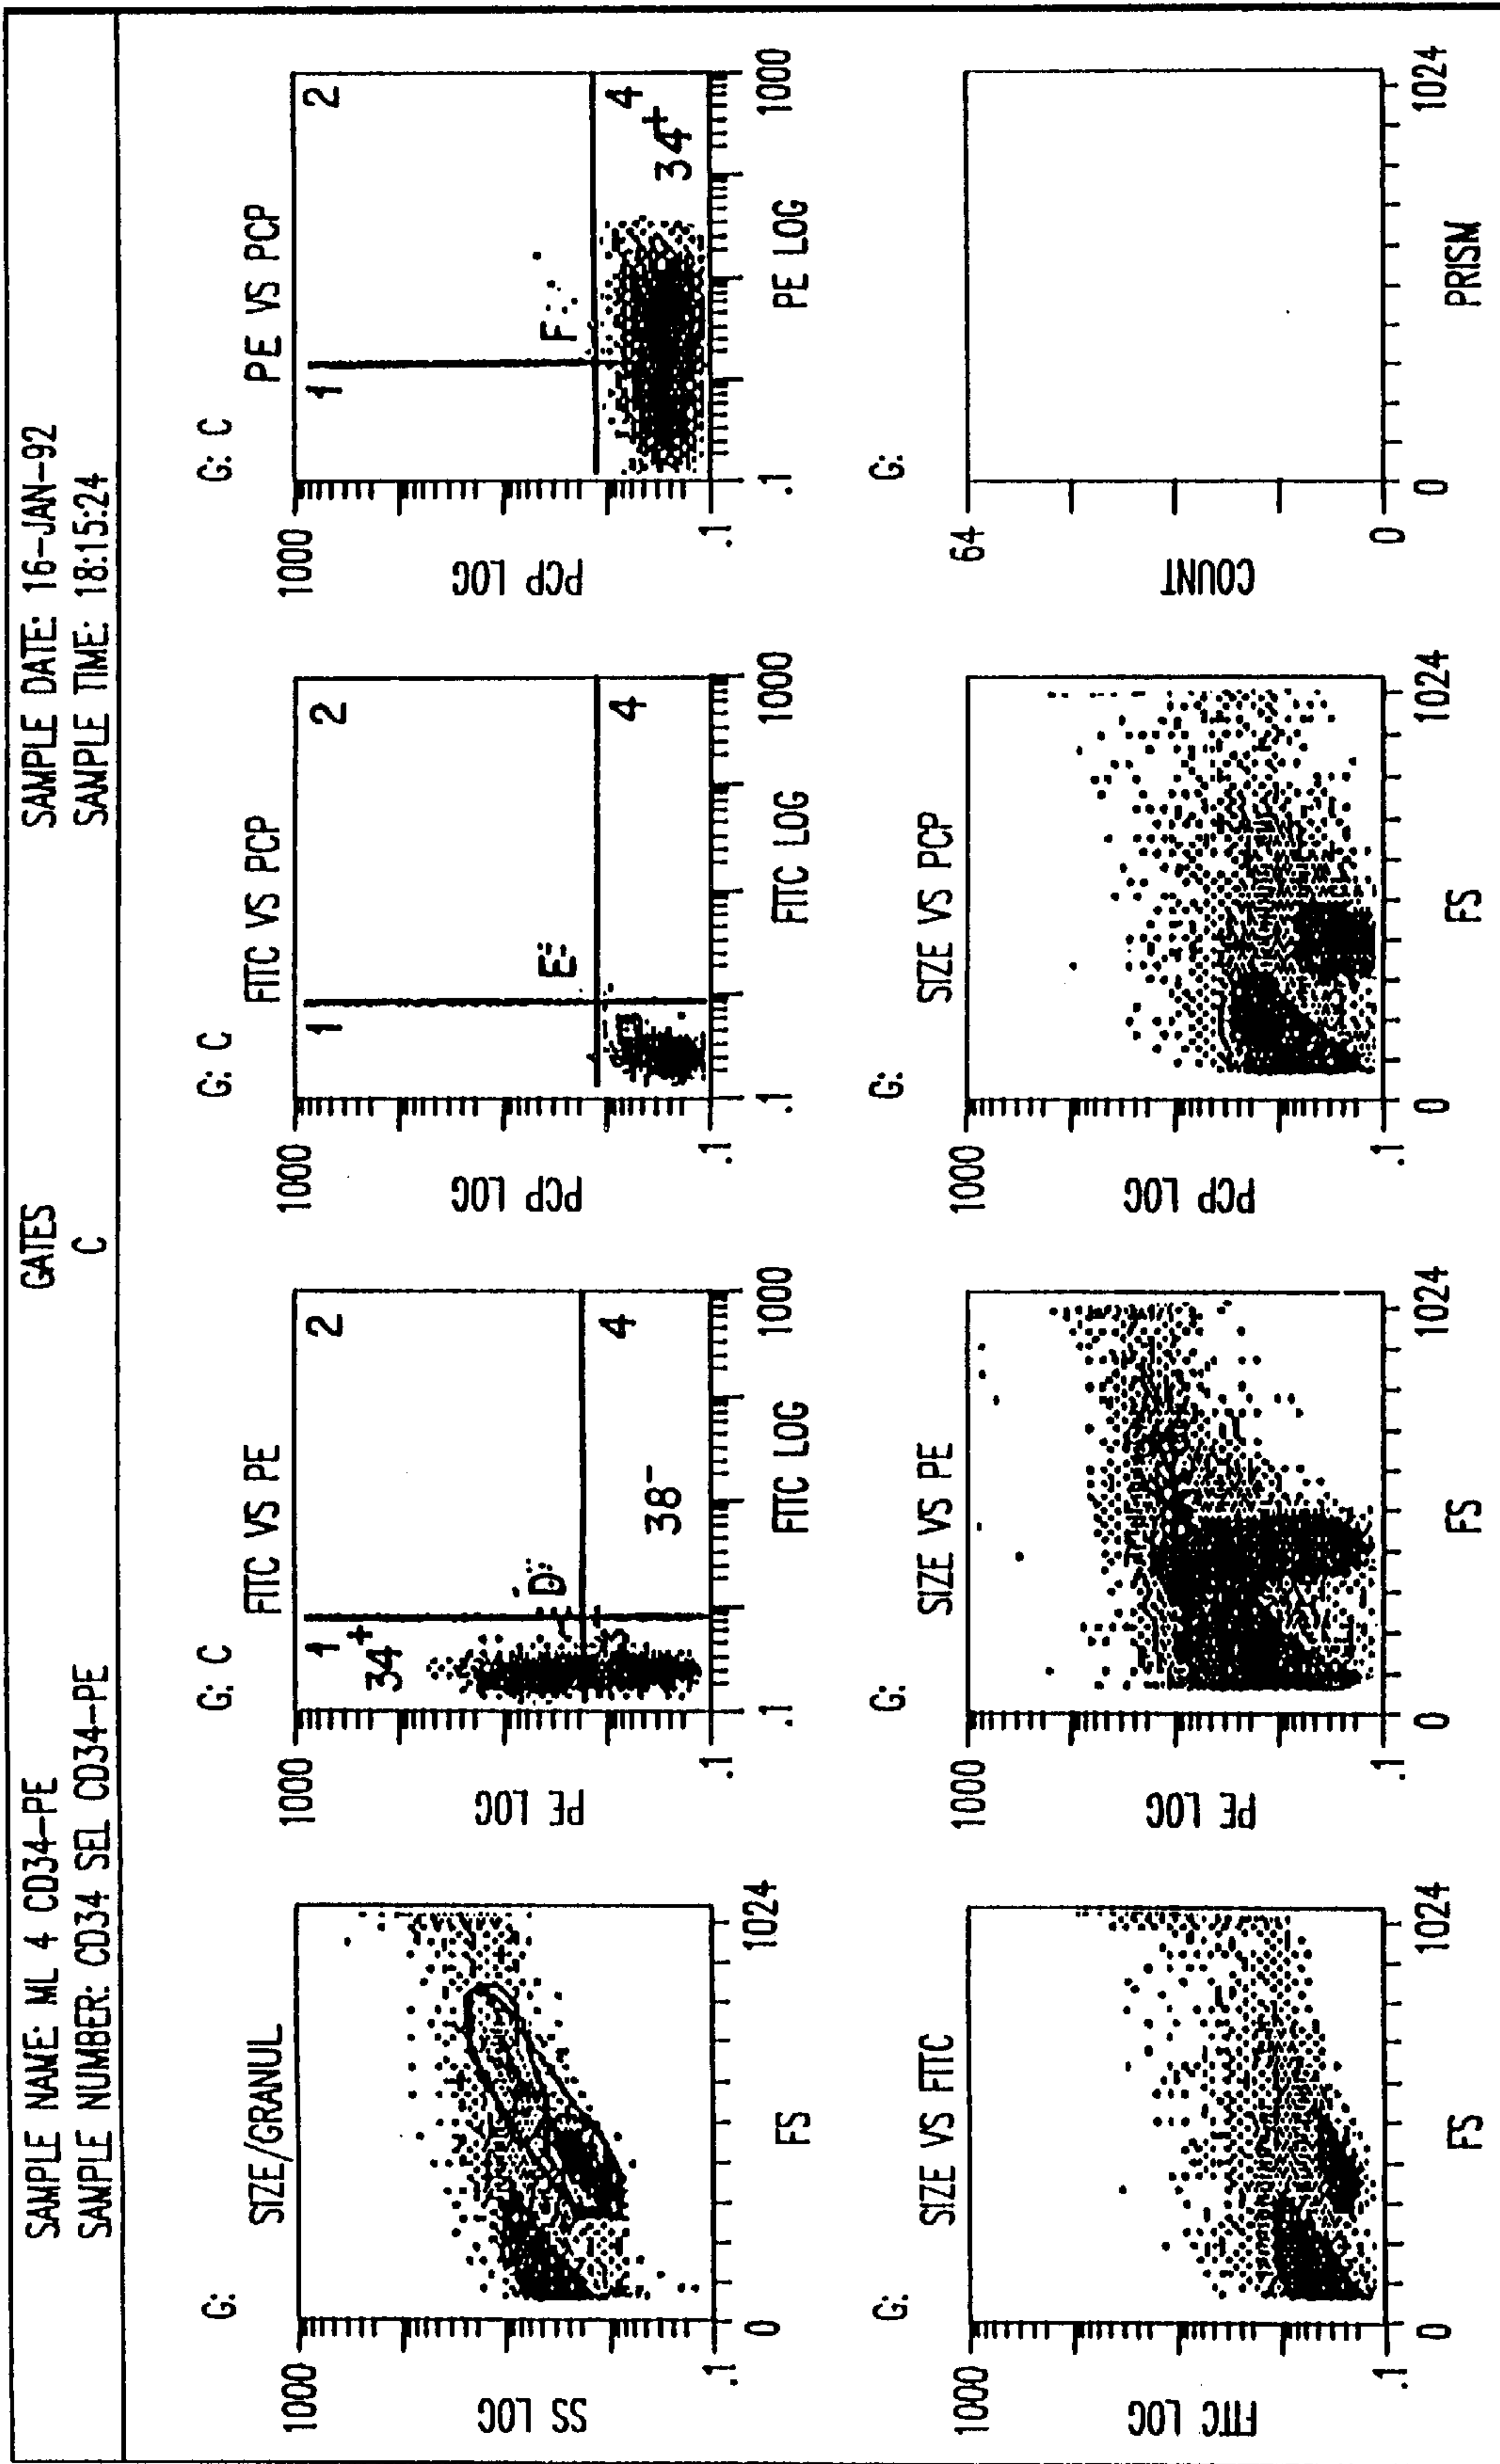 SAMPLE NAME: ML 4 CD34-PE GATES SAMPLE DATE: 16-JAN-92
SAMPLE NUMBER: CD34 SEL CD34-PE C SAMPLE TIME: 18:15:24
G:
SIZE/GRANUL
1000
SS LOG
.1
0
1024
FS
G: C
FITC VS PE
1000
PE LOG
.1
.1
1000
FITC LOG
1
2
34+
D
3
4
38-
G: C
FITC VS PCP
1000
PCP LOG
.1
.1
1000
FITC LOG
1
2
E
4
G: C
PE VS PCP
1000
PCP LOG
.1
.1
1000
PE LOG
1
2
F
4
34+
G:
SIZE VS FITC
1000
FITC LOG
.1
0
1024
FS
G:
SIZE VS PE
1000
PE LOG
.1
0
1024
FS
G:
SIZE VS PCP
1000
PCP LOG
.1
0
1024
FS
G:
64
COUNT
0
0
1024
PRISM